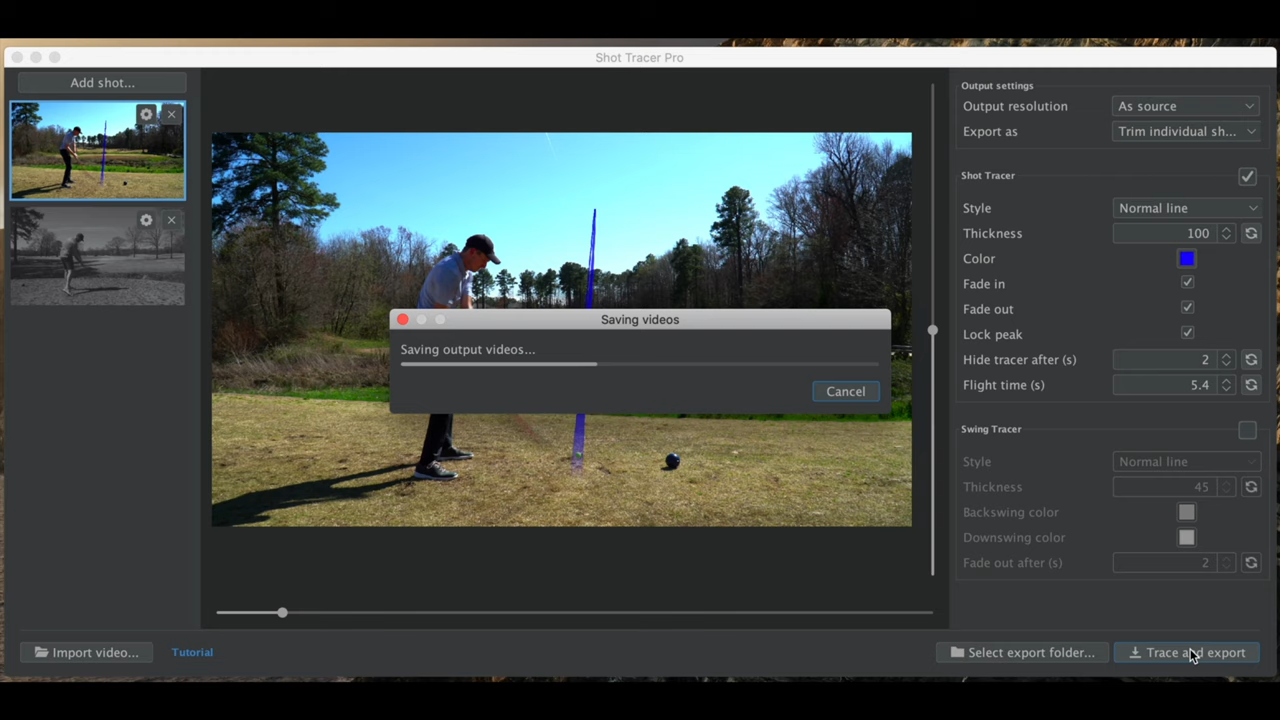 Shot Tracer Pro
Add shot...
Output settings
Output resolution As source
Export as Trim individual sh...
Shot Tracer
Style Normal line
Thickness 100
Color
Fade in
Fade out
Lock peak
Hide tracer after (s) 2
Flight time (s) 5.4
Saving videos
Saving output videos...
Cancel
Swing Tracer
Style Normal line
Thickness 45
Backswing color
Downswing color
Fade out after (s) 2
Import video...
Tutorial
Select export folder...
Trace and export